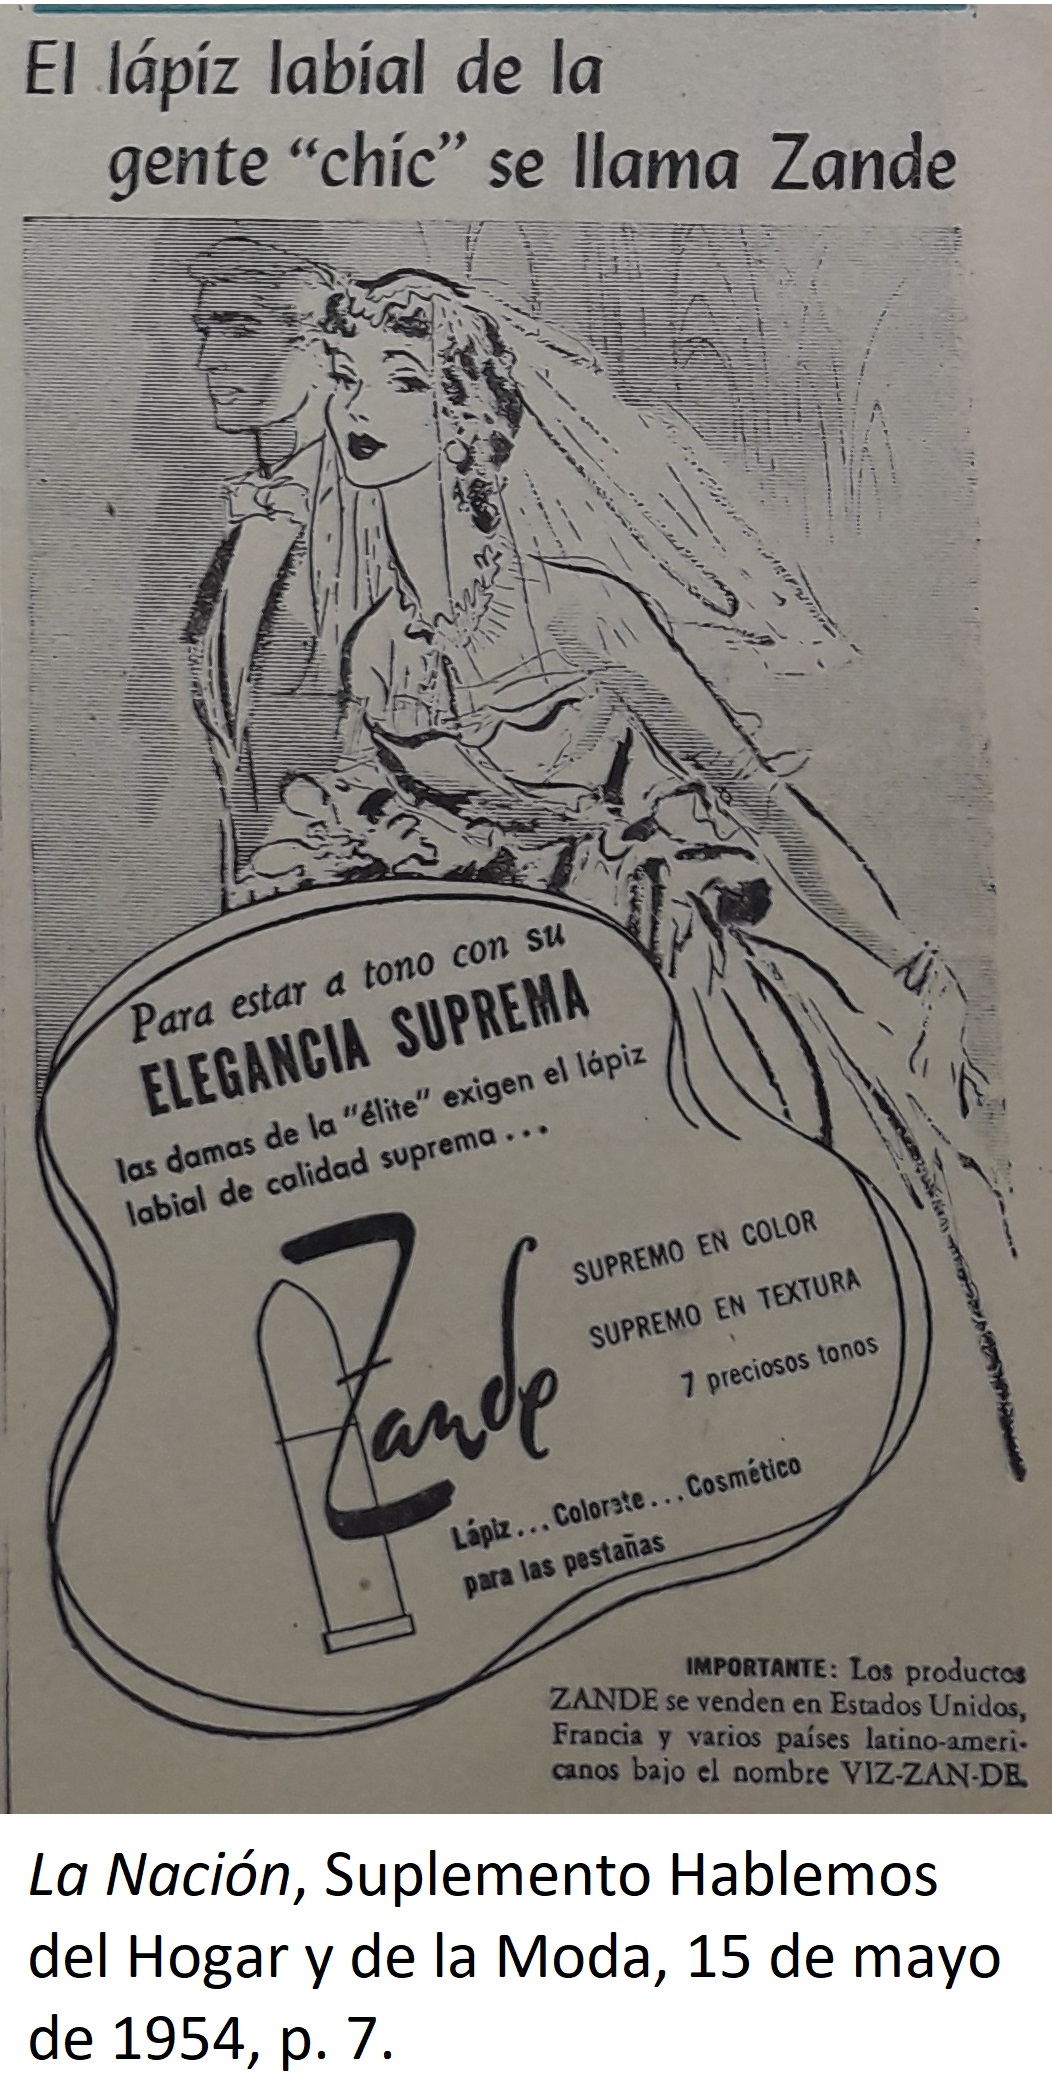 El lápiz labial de la
gente “chic” se llama Zande
Para estar a tono con su
ELEGANCIA SUPREMA
las damas de la “élite” exigen el lápiz
labial de calidad suprema...
Zande
SUPREMO EN COLOR
SUPREMO EN TEXTURA
7 preciosos tonos
Lápiz...Colorete...Cosmético
para las pestañas
IMPORTANTE: Los productos
ZANDE se venden en Estados Unidos,
Francia y varios países latino-ameri-
canos bajo el nombre VIZ-ZAN-DE.
La Nación, Suplemento Hablemos
del Hogar y de la Moda, 15 de mayo
de 1954, p. 7.